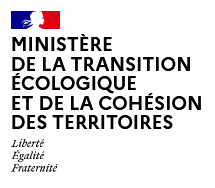 MINISTÈRE
DE LA TRANSITION
ÉCOLOGIQUE
ET DE LA COHÉSION
DES TERRITOIRES
Liberté
Égalité
Fraternité